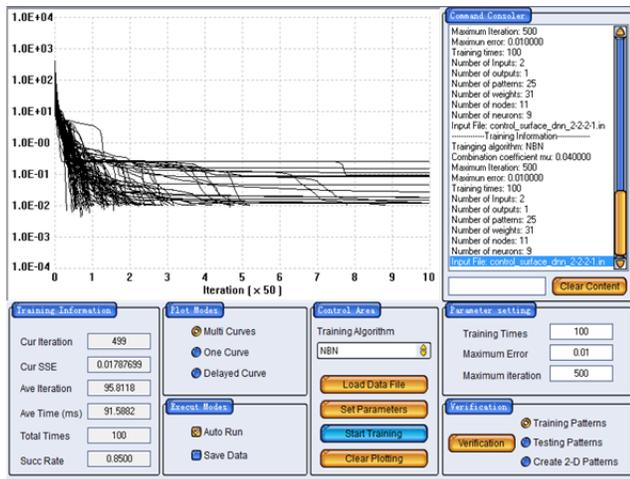 1.0E+04
1.0E+03
1.0E+02
1.0E+01
1.0E-00
1.0E-01
1.0E-02
1.0E-03
1.0E-04
0 1 2 3 4 5 6 7 8 9 10
Iteration ( x 50 )
Command Consoler
Maximum Iteration: 500
Maximun error: 0.010000
Training times: 100
Number of Inputs: 2
Number of outputs: 1
Number of patterns: 25
Number of weights: 31
Number of nodes: 11
Number of neurons: 9
Input File: control_surface_dnn_2-2-2-1.in
------------Training Information------------
Trainging algorithm: NBN
Combination coefficient mu: 0.040000
Maximum Iteration: 500
Maximun error: 0.010000
Training times: 100
Number of Inputs: 2
Number of outputs: 1
Number of patterns: 25
Number of weights: 31
Number of nodes: 11
Number of neurons: 9
Input File: control_surface_dnn_2-2-2-1.in
Clear Content
Training Information
Cur Iteration 499
Cur SSE 0.01787699
Ave Iteration 95.8118
Ave Time (ms) 91.5882
Total Times 100
Succ Rate 0.8500
Plot Modes
Multi Curves
One Curve
Delayed Curve
Execut Modes
Auto Run
Save Data
Control Area
Training Algorithm
NBN
Load Data File
Set Parameters
Start Training
Clear Plotting
Parameter setting
Training Times 100
Maximum Error 0.01
Maximum iteration 500
Verification
Verification
Training Patterns
Testing Patterns
Create 2-D Patterns